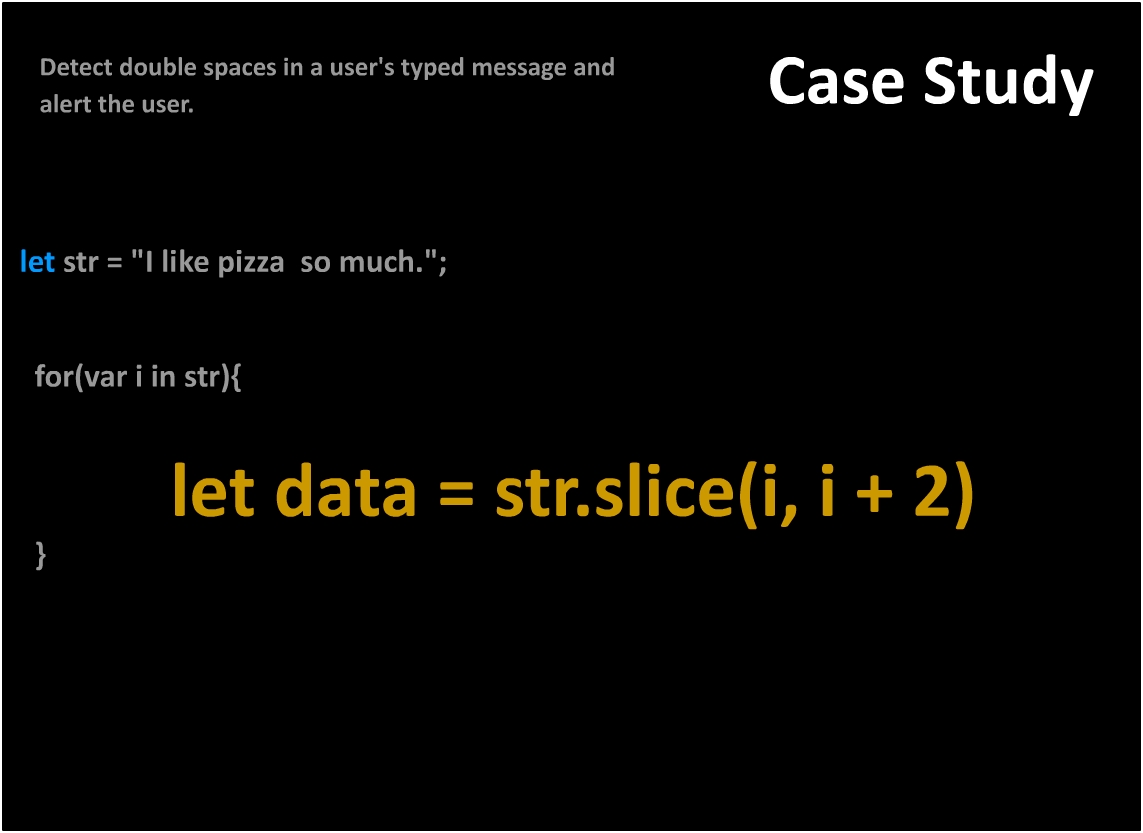 Detect double spaces in a user's typed message and
alert the user.
Case Study
let str = "I like pizza  so much.";
for(var i in str){
let data = str.slice(i, i + 2)
}